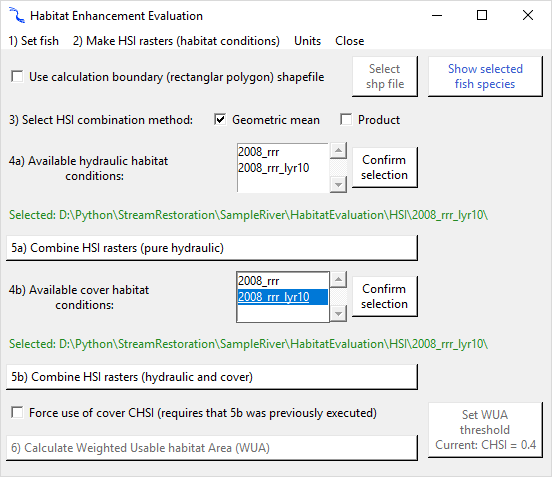 Habitat Enhancement Evaluation
1) Set fish 2) Make HSI rasters (habitat conditions) Units Close
Use calculation boundary (rectanglar polygon) shapefile
Select
shp file
Show selected
fish species
3) Select HSI combination method: Geometric mean Product
4a) Available hydraulic habitat
conditions:
2008_rrr
2008_rrr_lyr10
Confirm
selection
Selected: D:\Python\StreamRestoration\SampleRiver\HabitatEvaluation\HSI\2008_rrr_lyr10\
5a) Combine HSI rasters (pure hydraulic)
4b) Available cover habitat
conditions:
2008_rrr
2008_rrr_lyr10
Confirm
selection
Selected: D:\Python\StreamRestoration\SampleRiver\HabitatEvaluation\HSI\2008_rrr_lyr10\
5b) Combine HSI rasters (hydraulic and cover)
Force use of cover CHSI (requires that 5b was previously executed)
6) Calculate Weighted Usable habitat Area (WUA)
Set WUA
threshold
Current: CHSI = 0.4